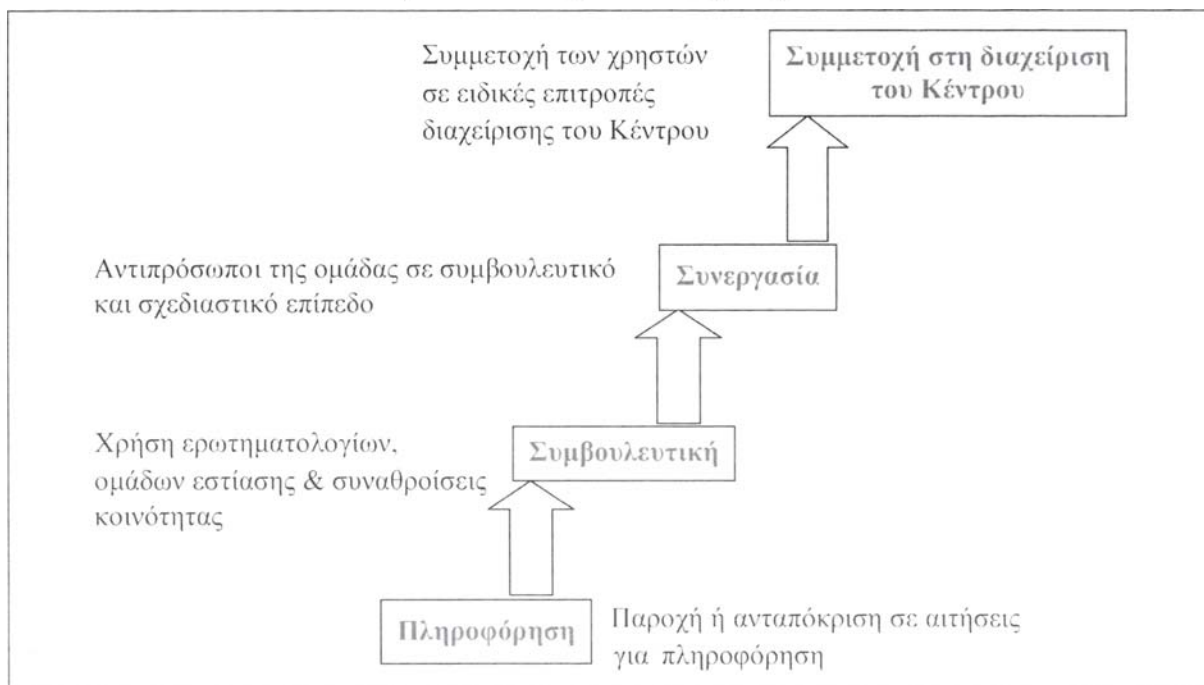 Συμμετοχή των χρηστών
σε ειδικές επιτροπές
διαχείρισης του Κέντρου
Συμμετοχή στη διαχείριση
του Κέντρου
Αντιπρόσωποι της ομάδας σε συμβουλευτικό
και σχεδιαστικό επίπεδο
Συνεργασία
Χρήση ερωτηματολογίων,
ομάδων εστίασης & συναθροίσεις
κοινότητας
Συμβουλευτική
Πληροφόρηση
Παροχή ή ανταπόκριση σε αιτήσεις
για πληροφόρηση